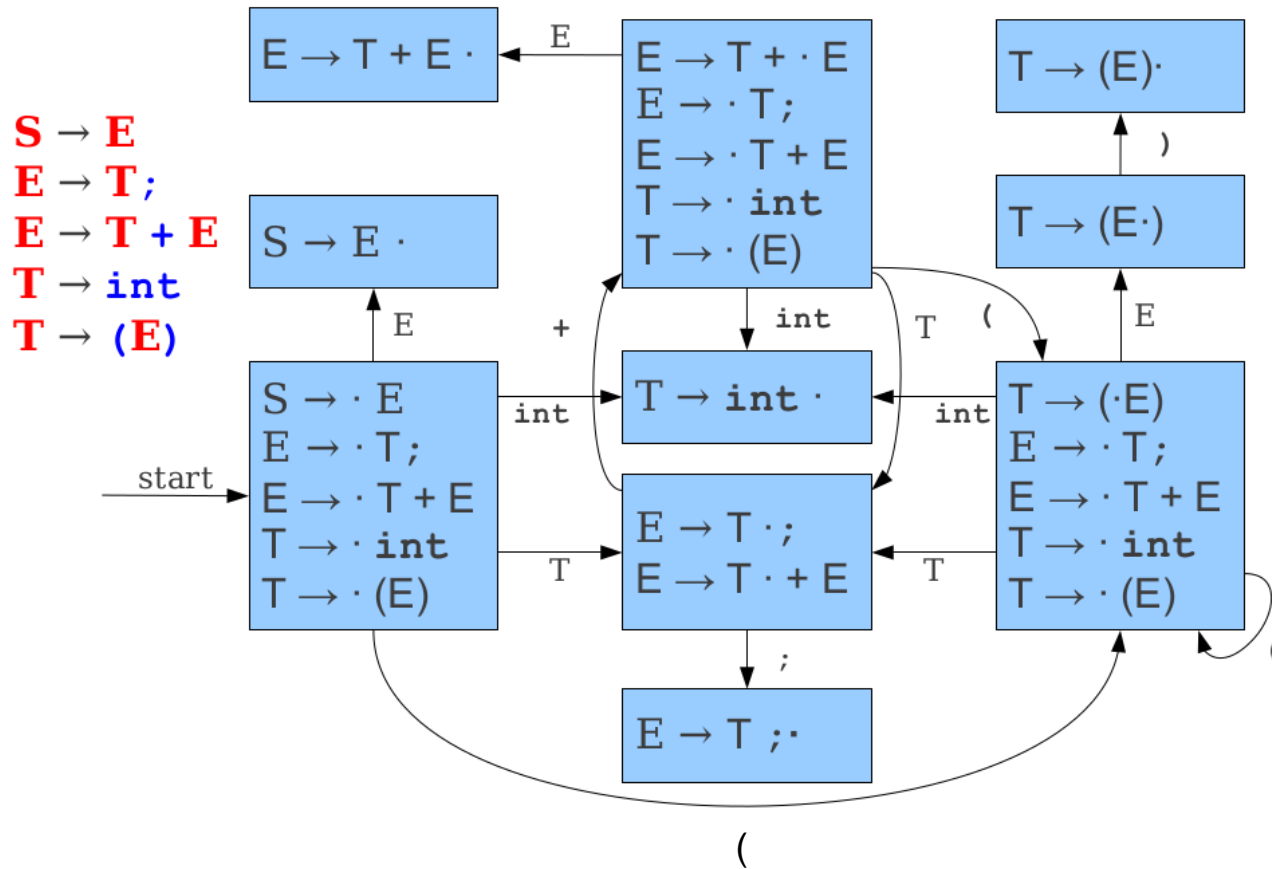 S → E
E → T ;
E → T + E
T → int
T → (E)
E → T + E ·
E
E → T + · E
E → · T ;
E → · T + E
T → · int
T → · (E)
T → (E)·
)
T → (E·)
S → E ·
E
+
int
T
(
E
T → int ·
start
S → · E
E → · T ;
E → · T + E
T → · int
T → · (E)
int
T
int
T
T → (·E)
E → · T ;
E → · T + E
T → · int
T → · (E)
(
E → T · ;
E → T · + E
;
E → T ; ·
(